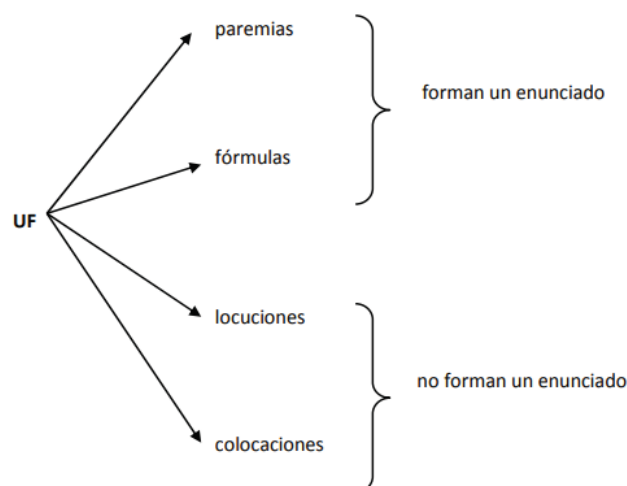 paremias
forman un enunciado
fórmulas
UF
locuciones
no forman un enunciado
colocaciones